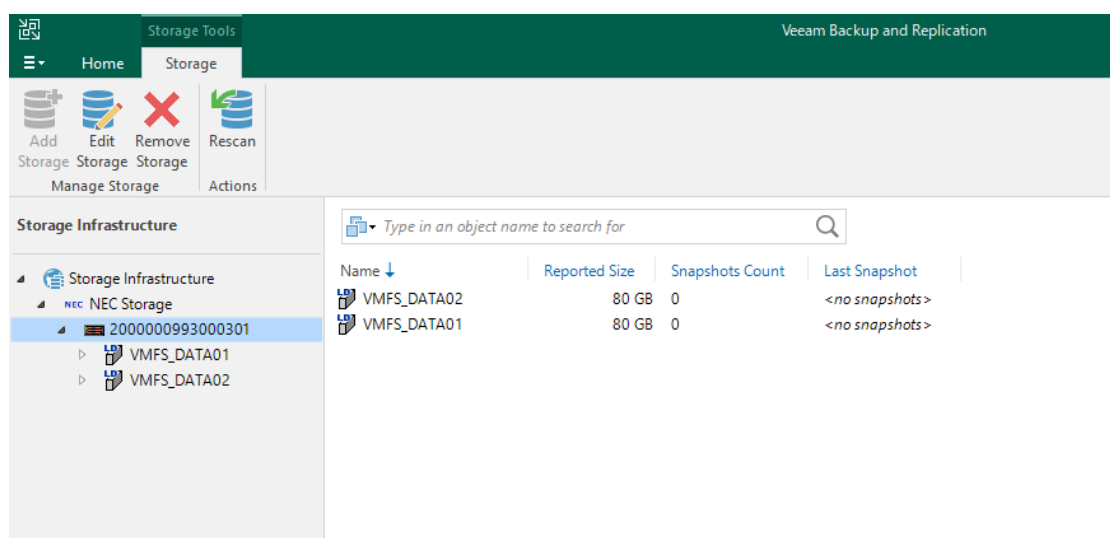 Storage Tools
Veeam Backup and Replication
Home
Storage
Add Storage
Edit Storage
Remove Storage
Rescan
Manage Storage
Actions
Storage Infrastructure
Storage Infrastructure
NEC NEC Storage
2000000993000301
VMFS_DATA01
VMFS_DATA02
Type in an object name to search for
Name Reported Size Snapshots Count Last Snapshot
LD VMFS_DATA02 80 GB 0 <no snapshots>
LD VMFS_DATA01 80 GB 0 <no snapshots>